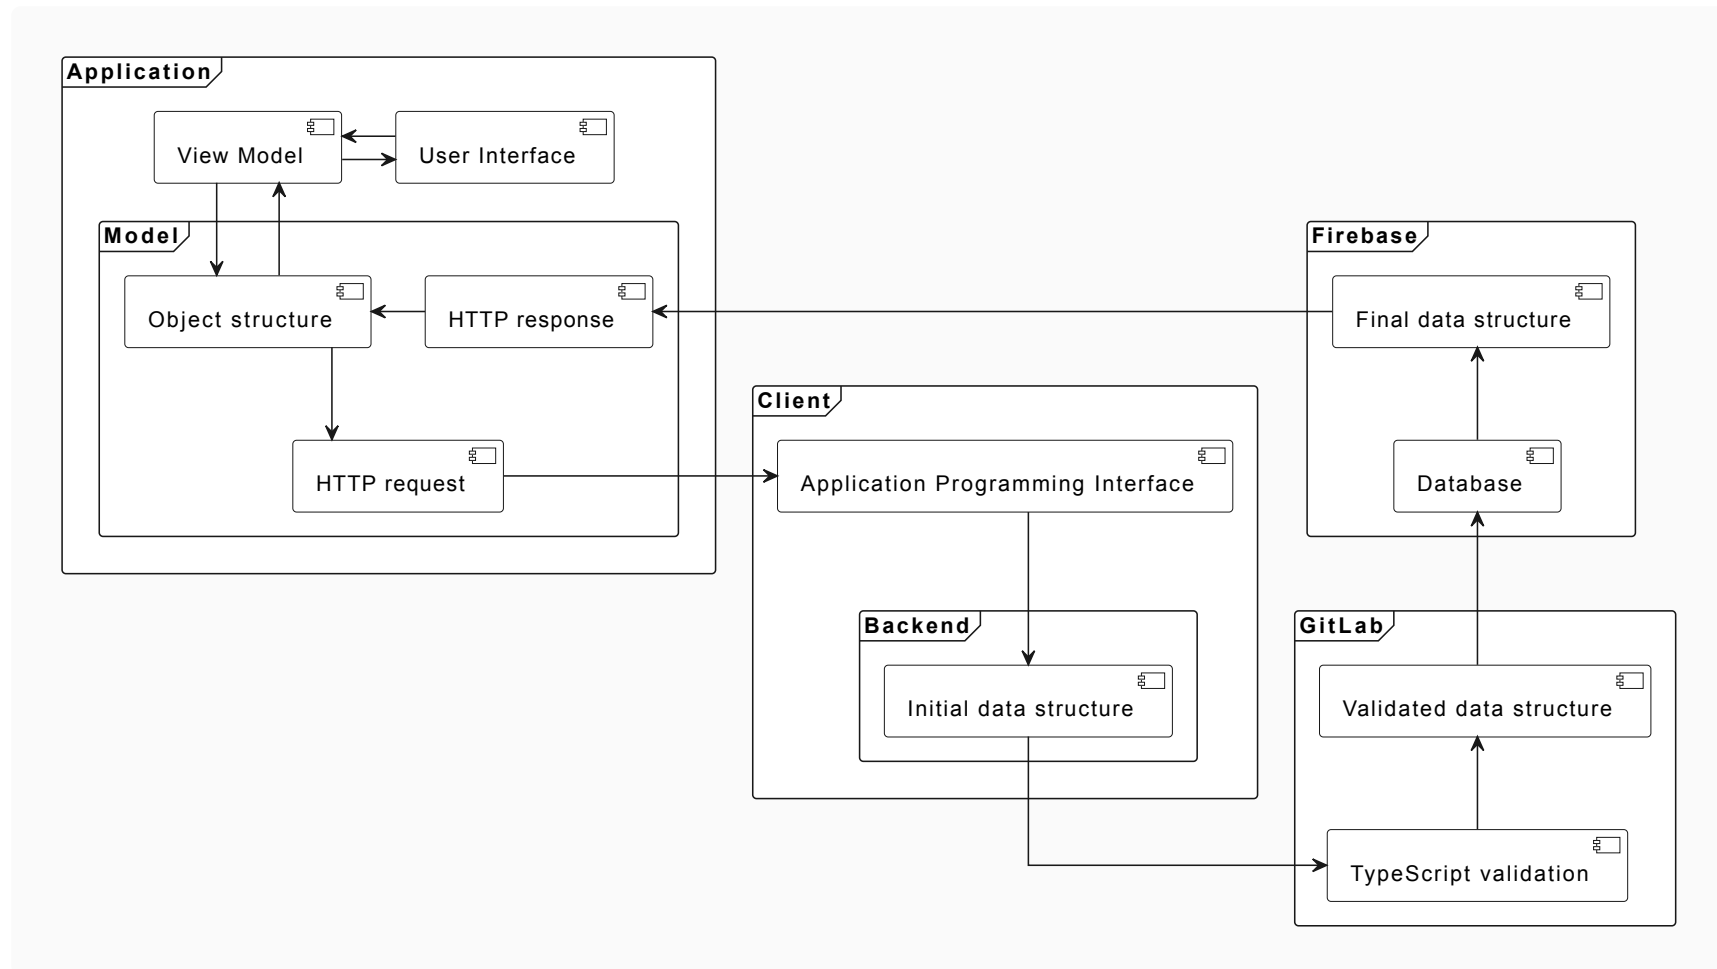 Application
View Model
User Interface
Model
Object structure
HTTP response
HTTP request
Client
Application Programming Interface
Backend
Initial data structure
Firebase
Final data structure
Database
GitLab
Validated data structure
TypeScript validation